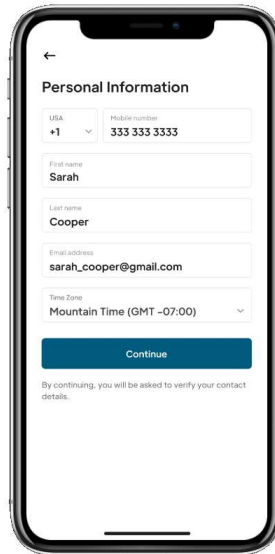 Personal Information
USA
+1
Mobile number
333 333 3333
First name
Sarah
Last name
Cooper
Email address
sarah_cooper@gmail.com
Time Zone
Mountain Time (GMT -07:00)
Continue
By continuing, you will be asked to verify your contact
details.